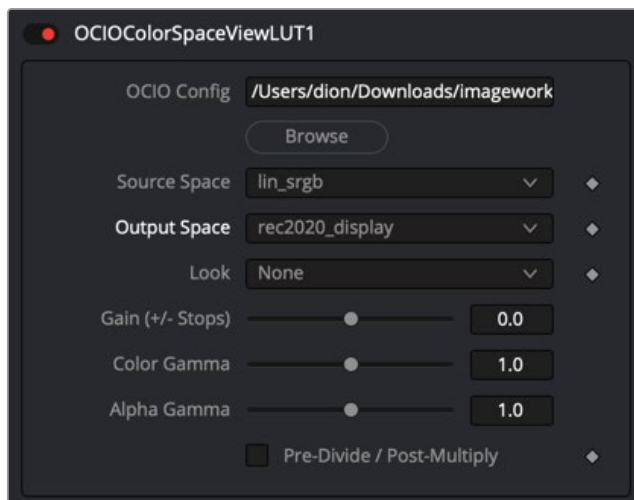 OCIOColorSpaceViewLUT1
OCIO Config /Users/dion/Downloads/imagework
Browse
Source Space lin_srgb
Output Space rec2020_display
Look None
Gain (+/- Stops) 0.0
Color Gamma 1.0
Alpha Gamma 1.0
Pre-Divide / Post-Multiply